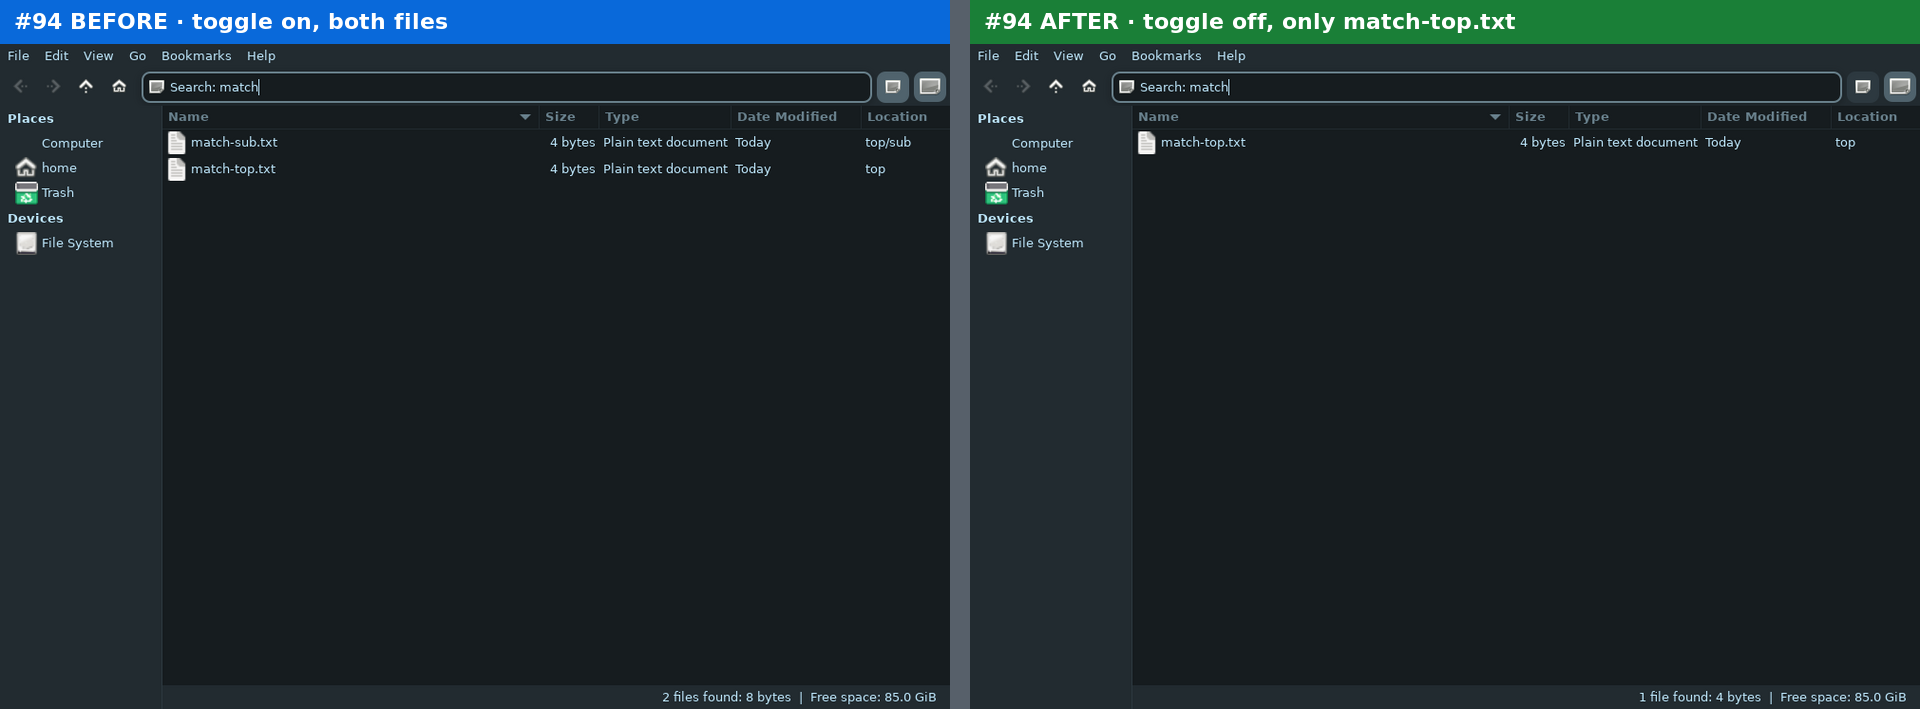 #94 BEFORE · toggle on, both files
File Edit View Go Bookmarks Help
Search: match
Places
Computer
home
Trash
Devices
File System
Name Size Type Date Modified Location
match-sub.txt 4 bytes Plain text document Today top/sub
match-top.txt 4 bytes Plain text document Today top
2 files found: 8 bytes | Free space: 85.0 GiB
#94 AFTER · toggle off, only match-top.txt
File Edit View Go Bookmarks Help
Search: match
Places
Computer
home
Trash
Devices
File System
Name Size Type Date Modified Location
match-top.txt 4 bytes Plain text document Today top
1 file found: 4 bytes | Free space: 85.0 GiB